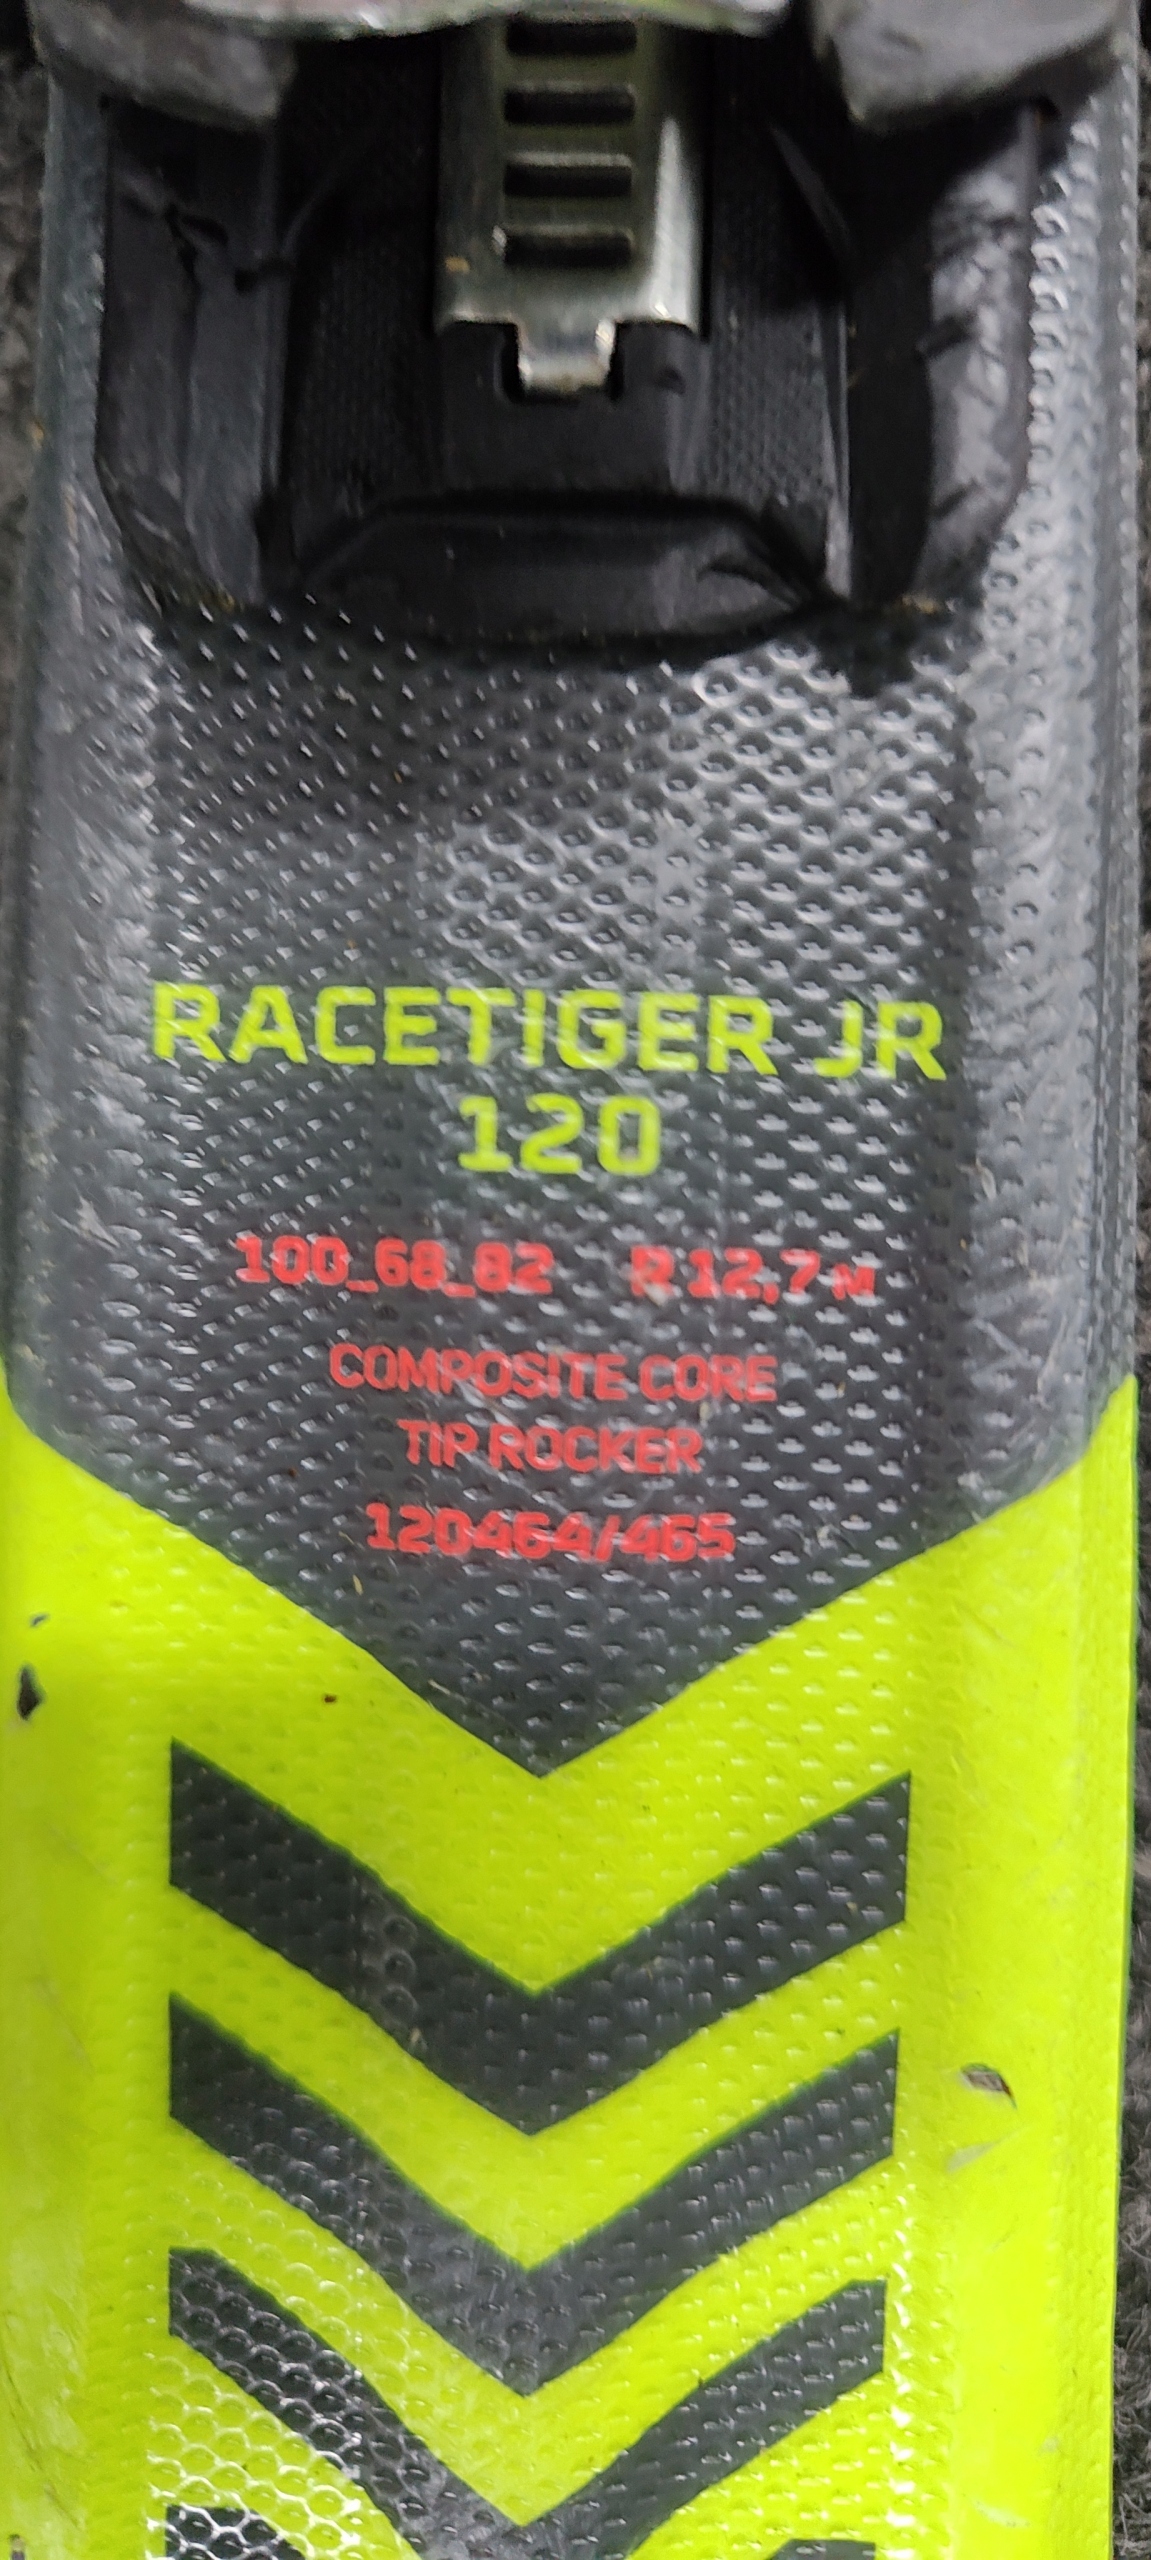 RACETIGER JR
120
100_68_82 R 12,7 M
COMPOSITE CORE
TIP ROCKER
120464/465